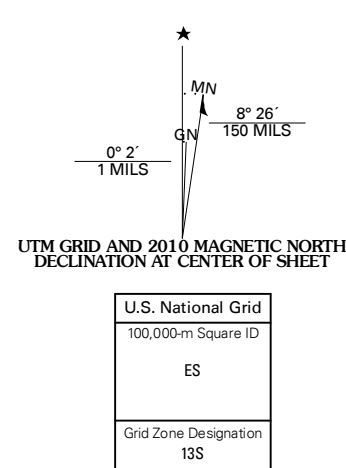 MN
8° 26´
150 MILS
GN
0° 2´
1 MILS
UTM GRID AND 2010 MAGNETIC NORTH
DECLINATION AT CENTER OF SHEET
U.S. National Grid
100,000-m Square ID
ES
Grid Zone Designation
13S